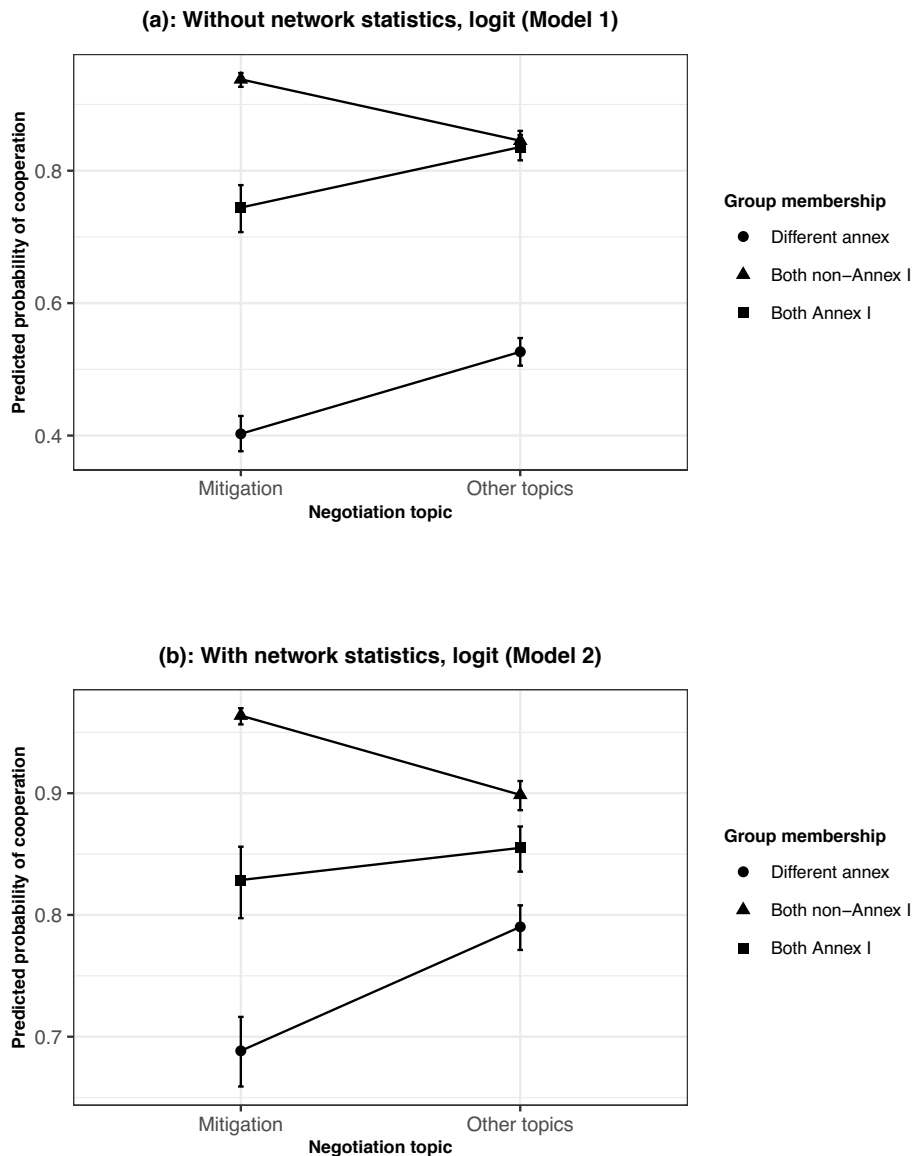 (a): Without network statistics, logit (Model 1)
Predicted probability of cooperation
0.8
0.6
0.4
Mitigation
Other topics
Negotiation topic
Group membership
Different annex
Both non−Annex I
Both Annex I
(b): With network statistics, logit (Model 2)
Predicted probability of cooperation
0.9
0.8
0.7
Mitigation
Other topics
Negotiation topic
Group membership
Different annex
Both non−Annex I
Both Annex I